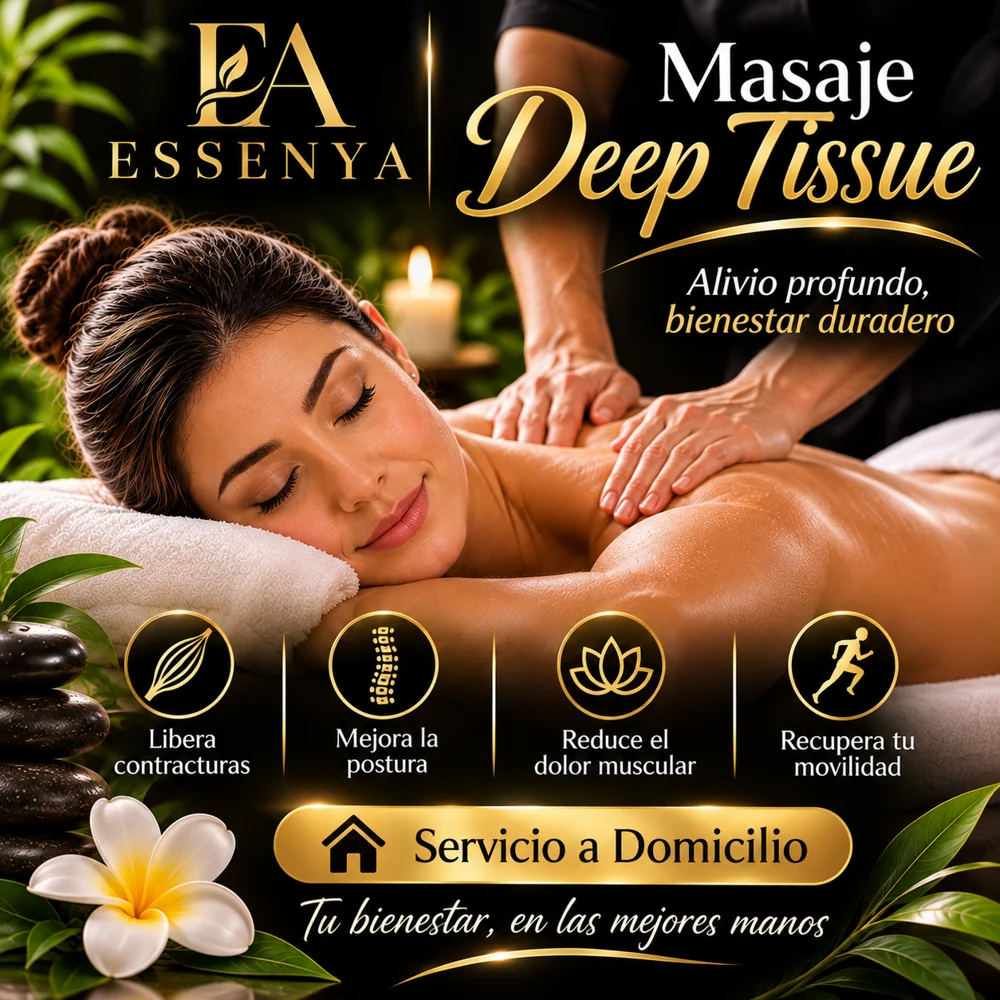 EA
ESSENYA
Masaje
Deep Tissue
Alivio profundo,
bienestar duradero
Libera
contracturas
Mejora la
postura
Reduce el
dolor muscular
Recupera tu
movilidad
Servicio a Domicilio
Tu bienestar, en las mejores manos